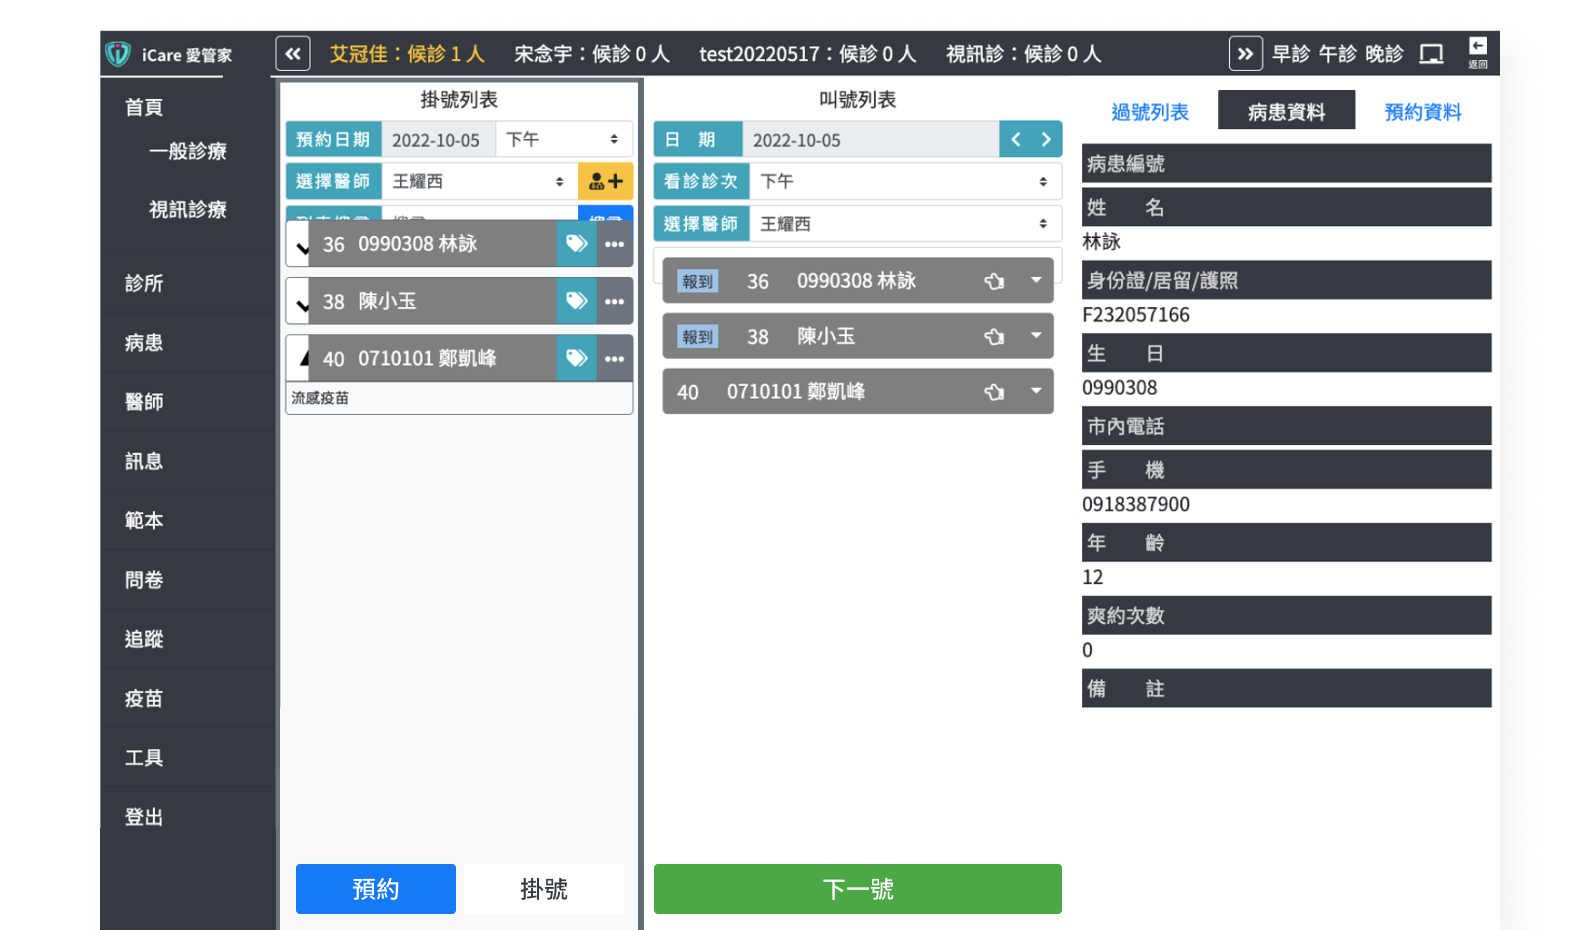 iCare 愛管家
艾冠佳：候診 1 人 宋念宇：候診 0 人 test20220517：候診 0 人 視訊診：候診 0 人
早診 午診 晚診
返回
首頁
一般診療
視訊診療
診所
病患
醫師
訊息
範本
問卷
追蹤
疫苗
工具
登出
掛號列表
預約日期 2022-10-05 下午
選擇醫師 王耀西
36 0990308 林詠
38 陳小玉
40 0710101 鄭凱峰
流感疫苗
預約 掛號
叫號列表
日 期 2022-10-05
看診診次 下午
選擇醫師 王耀西
報到 36 0990308 林詠
報到 38 陳小玉
40 0710101 鄭凱峰
下一號
過號列表 病患資料 預約資料
病患編號
姓 名
林詠
身份證/居留/護照
F232057166
生 日
0990308
市內電話
手 機
0918387900
年 齡
12
爽約次數
0
備 註